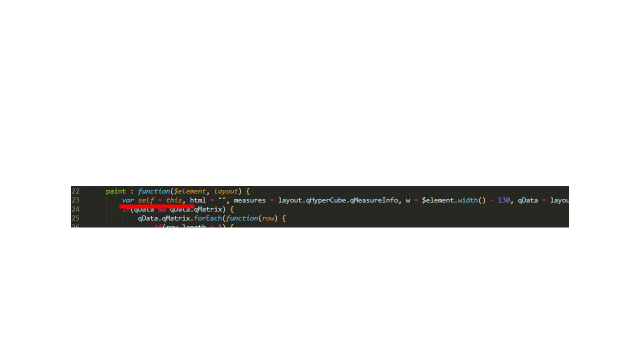 22 paint : function($element, layout) {
23 var self = this, html = "", measures = layout.qHyperCube.qMeasureInfo, w = $element.width() - 130, qData = layou
24 if(qData && qData.qMatrix) {
25 qData.qMatrix.forEach(function(row) {
26 if(row.length > 1) {